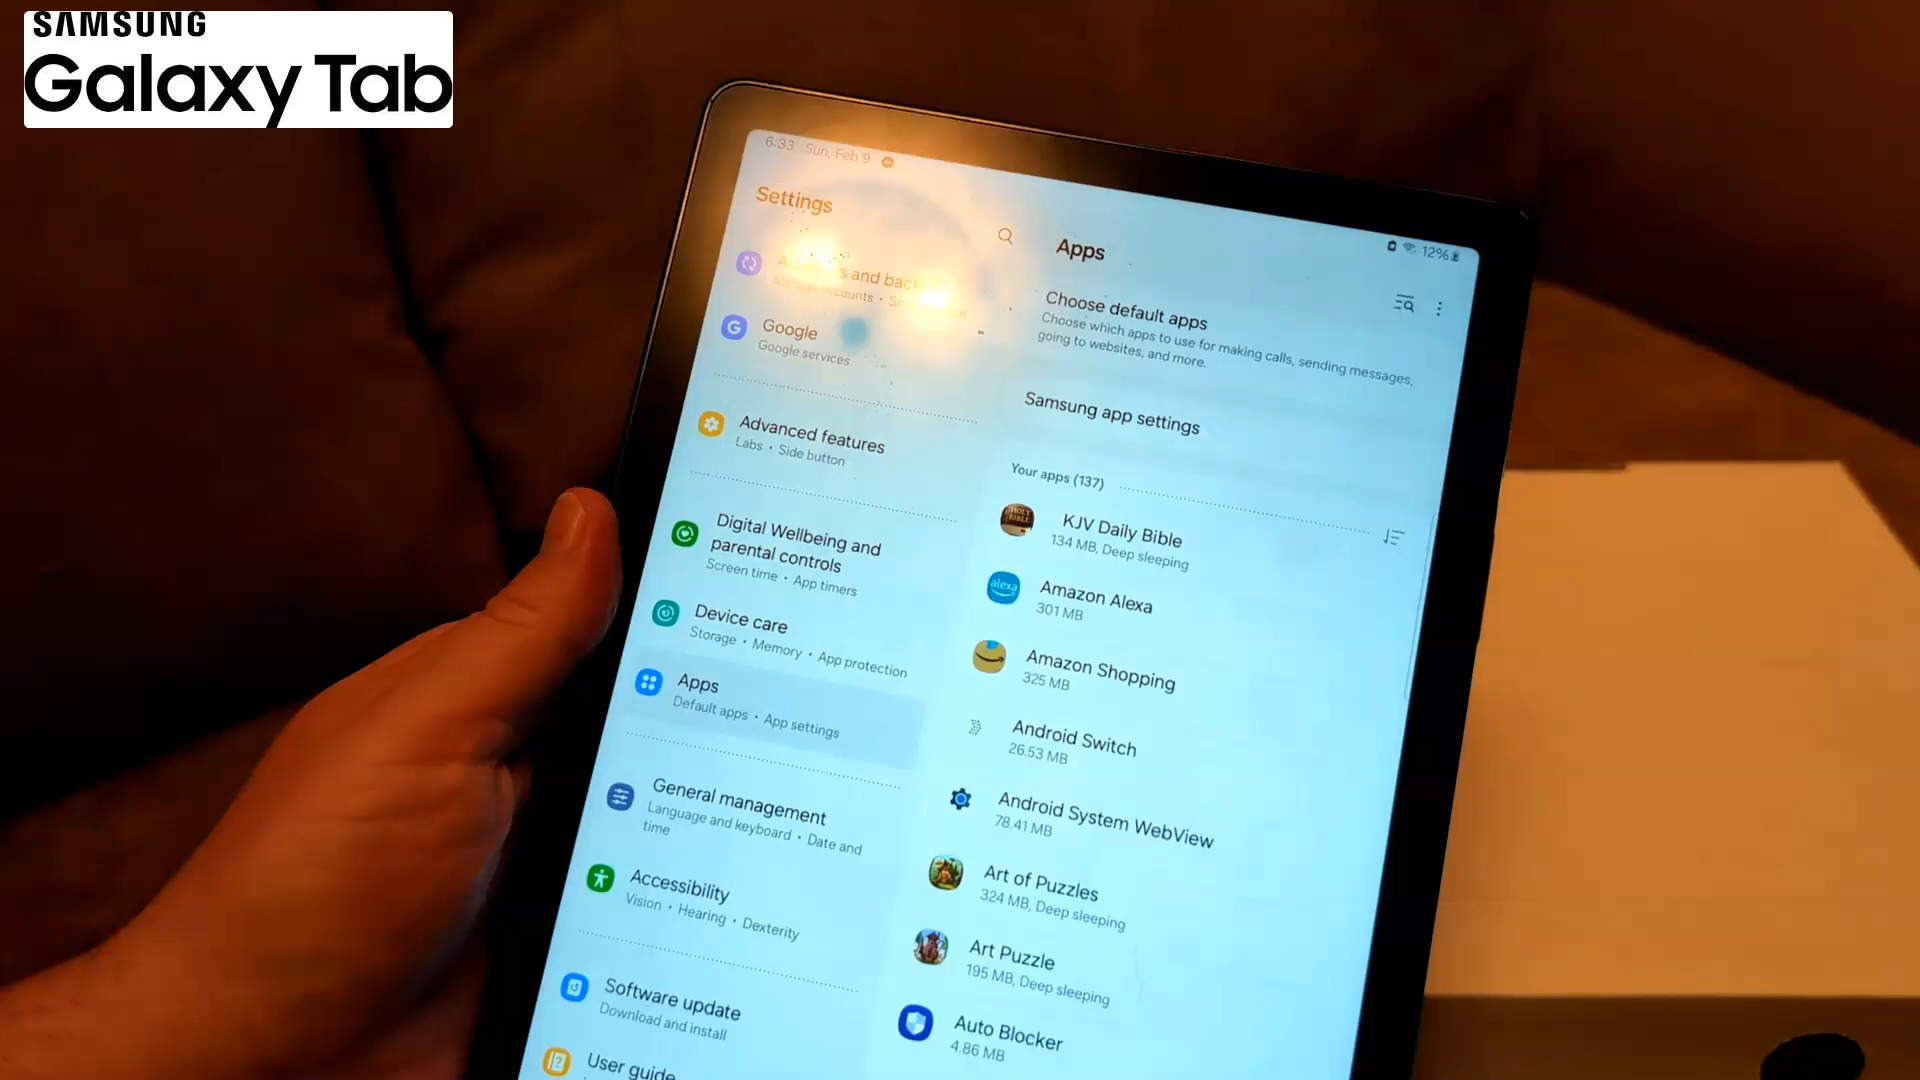 SAMSUNG
Galaxy Tab
6:33 Sun, Feb 9
12%
Settings
and
Manage accounts
Google
Google services
Advanced features
Labs • Side button
Digital Wellbeing and
parental controls
Screen time • App timers
Device care
Storage • Memory • App protection
Apps
Default apps • App settings
General management
Language and keyboard • Date and
time
Accessibility
Vision • Hearing • Dexterity
Software update
Download and install
User guide
Apps
Choose default apps
Choose which apps to use for making calls, sending messages,
going to websites, and more.
Samsung app settings
Your apps (137)
HOLY
BIBLE
KJV Daily Bible
134 MB, Deep sleeping
alexa
Amazon Alexa
301 MB
Amazon Shopping
325 MB
Android Switch
26.53 MB
Android System WebView
78.41 MB
Art of Puzzles
324 MB, Deep sleeping
Art Puzzle
195 MB, Deep sleeping
Auto Blocker
4.86 MB